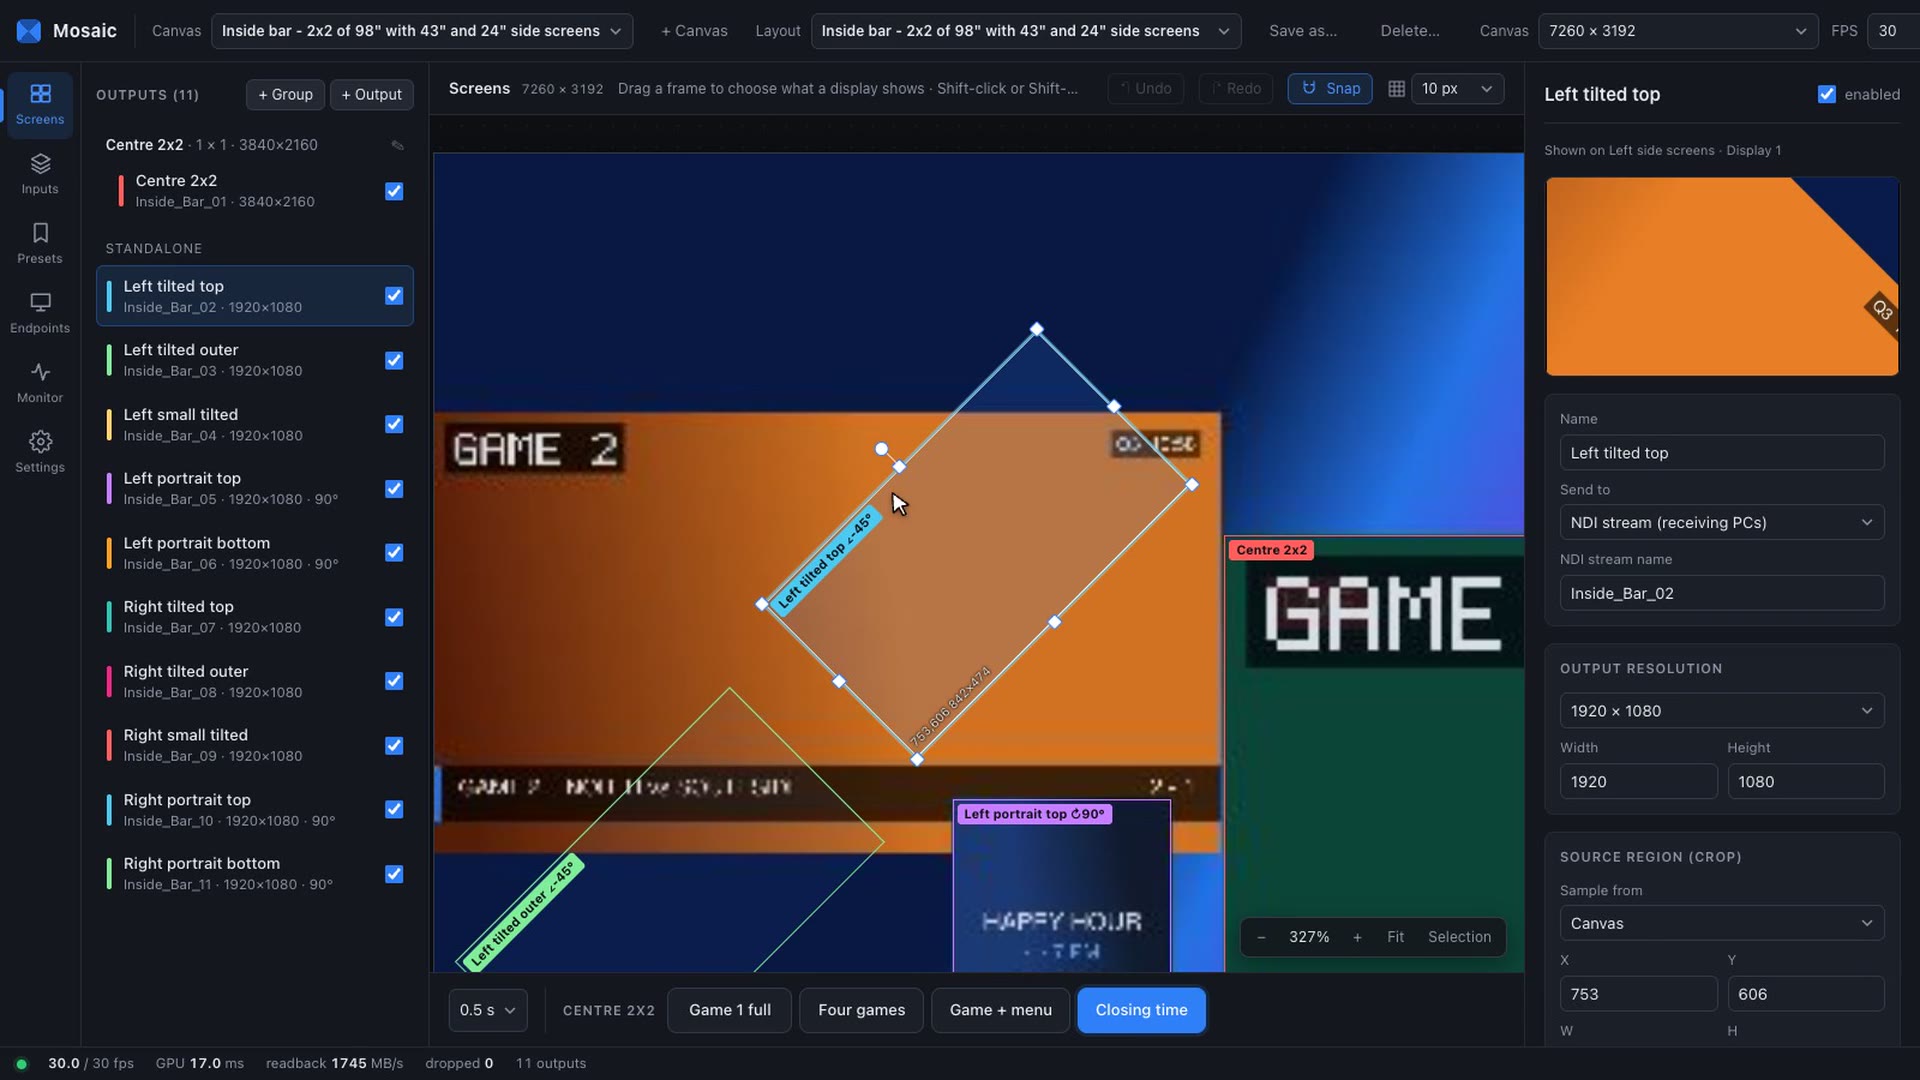 Mosaic
Canvas
Inside bar - 2x2 of 98" with 43" and 24" side screens
+ Canvas
Layout
Inside bar - 2x2 of 98" with 43" and 24" side screens
Save as...
Delete...
Canvas
7260 × 3192
FPS
30
Screens
Inputs
Presets
Endpoints
Monitor
Settings
OUTPUTS (11)
+ Group
+ Output
Centre 2x2 · 1 × 1 · 3840×2160
Centre 2x2
Inside_Bar_01 · 3840×2160
STANDALONE
Left tilted top
Inside_Bar_02 · 1920×1080
Left tilted outer
Inside_Bar_03 · 1920×1080
Left small tilted
Inside_Bar_04 · 1920×1080
Left portrait top
Inside_Bar_05 · 1920×1080 · 90°
Left portrait bottom
Inside_Bar_06 · 1920×1080 · 90°
Right tilted top
Inside_Bar_07 · 1920×1080
Right tilted outer
Inside_Bar_08 · 1920×1080
Right small tilted
Inside_Bar_09 · 1920×1080
Right portrait top
Inside_Bar_10 · 1920×1080 · 90°
Right portrait bottom
Inside_Bar_11 · 1920×1080 · 90°
Screens
7260 × 3192
Drag a frame to choose what a display shows · Shift-click or Shift-...
Undo
Redo
Snap
10 px
GAME 2
Left tilted top ∠-45°
753,606 842×474
Centre 2x2
GAME
GAME 2
2 - 1
Left portrait top ↻90°
HAPPY HOUR
Left tilted outer ∠-45°
− 327% + Fit Selection
0.5 s
CENTRE 2X2
Game 1 full
Four games
Game + menu
Closing time
Left tilted top
enabled
Shown on Left side screens · Display 1
Q3
Name
Left tilted top
Send to
NDI stream (receiving PCs)
NDI stream name
Inside_Bar_02
OUTPUT RESOLUTION
1920 × 1080
Width
Height
1920
1080
SOURCE REGION (CROP)
Sample from
Canvas
X
Y
753
606
W
H
30.0 / 30 fps
GPU 17.0 ms
readback 1745 MB/s
dropped 0
11 outputs